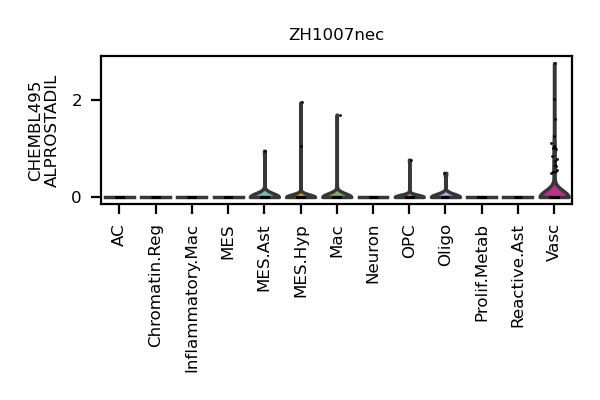 ZH1007nec
CHEMBL495
ALPROSTADIL
2
0
AC
Chromatin.Reg
Inflammatory.Mac
MES
MES.Ast
MES.Hyp
Mac
Neuron
OPC
Oligo
Prolif.Metab
Reactive.Ast
Vasc